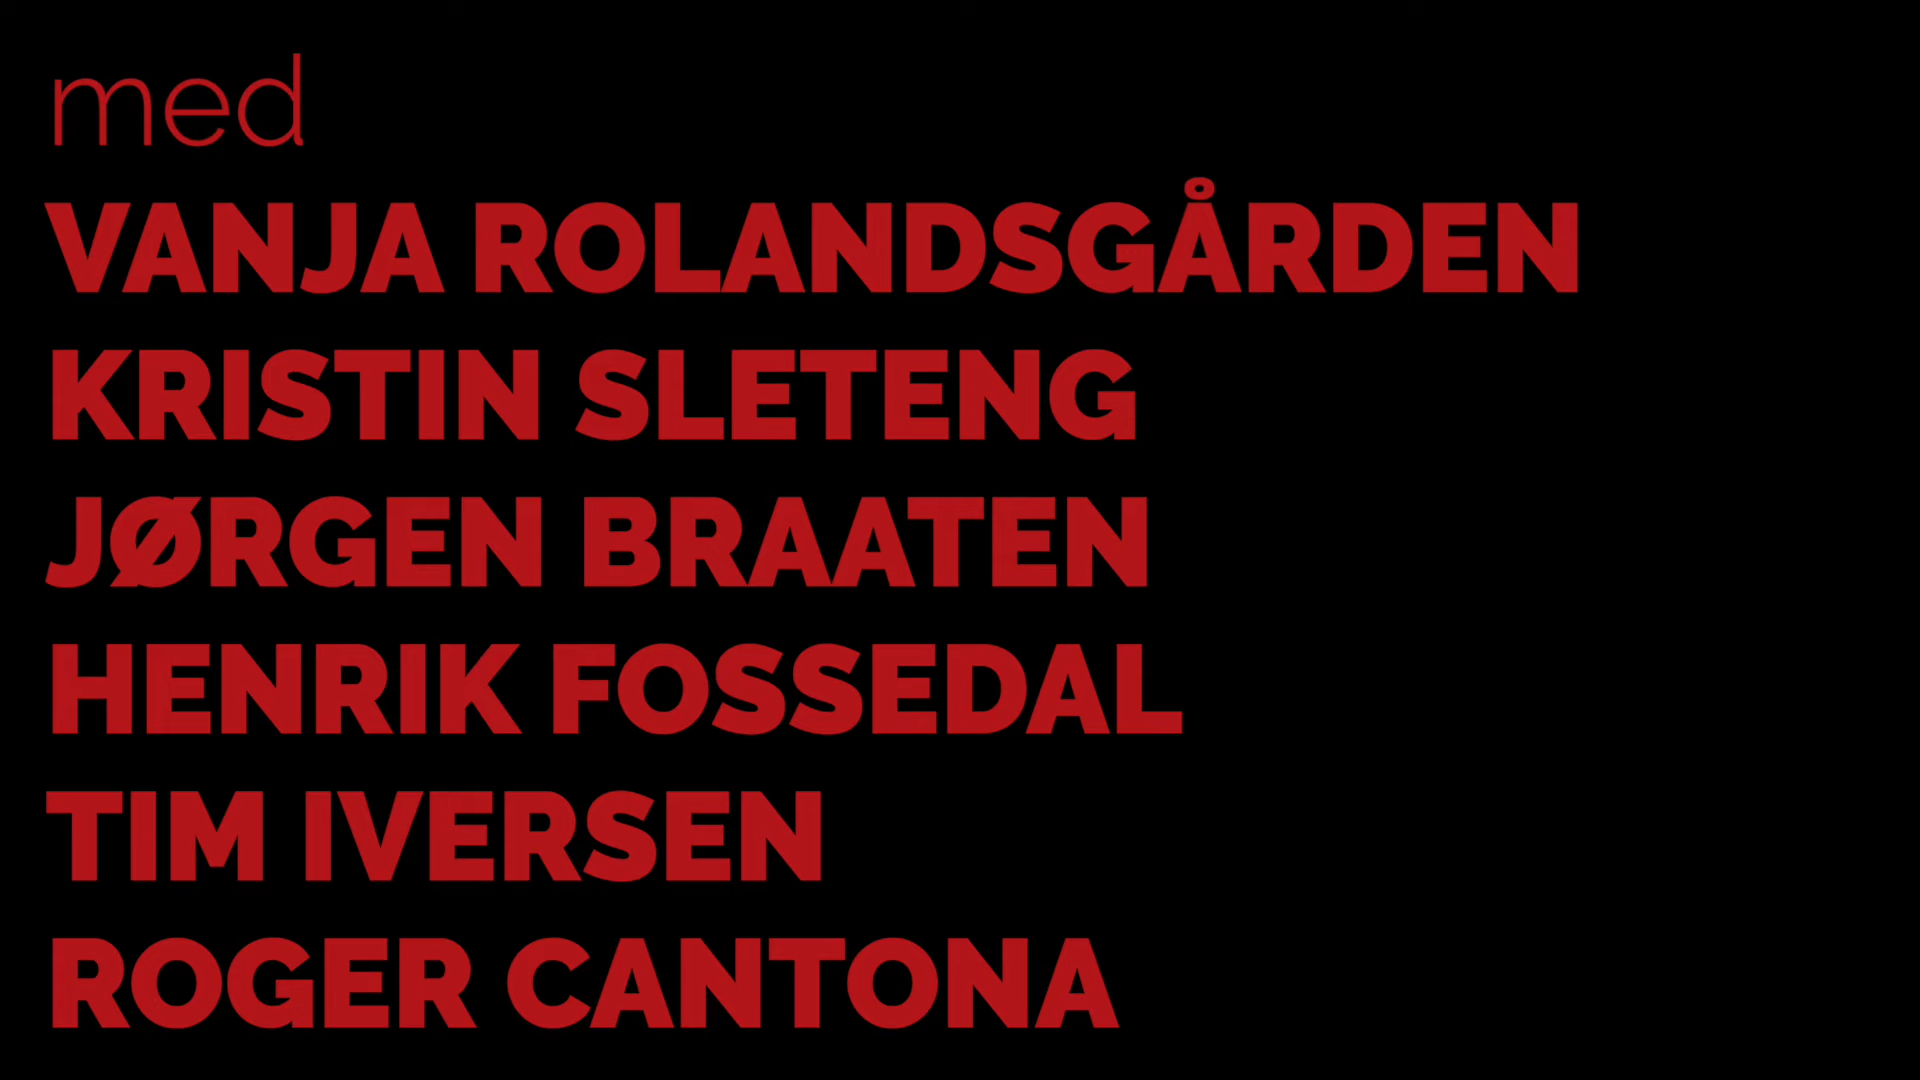 med
VANJA ROLANDSGÅRDEN
KRISTIN SLETENG
JØRGEN BRAATEN
HENRIK FOSSEDAL
TIM IVERSEN
ROGER CANTONA